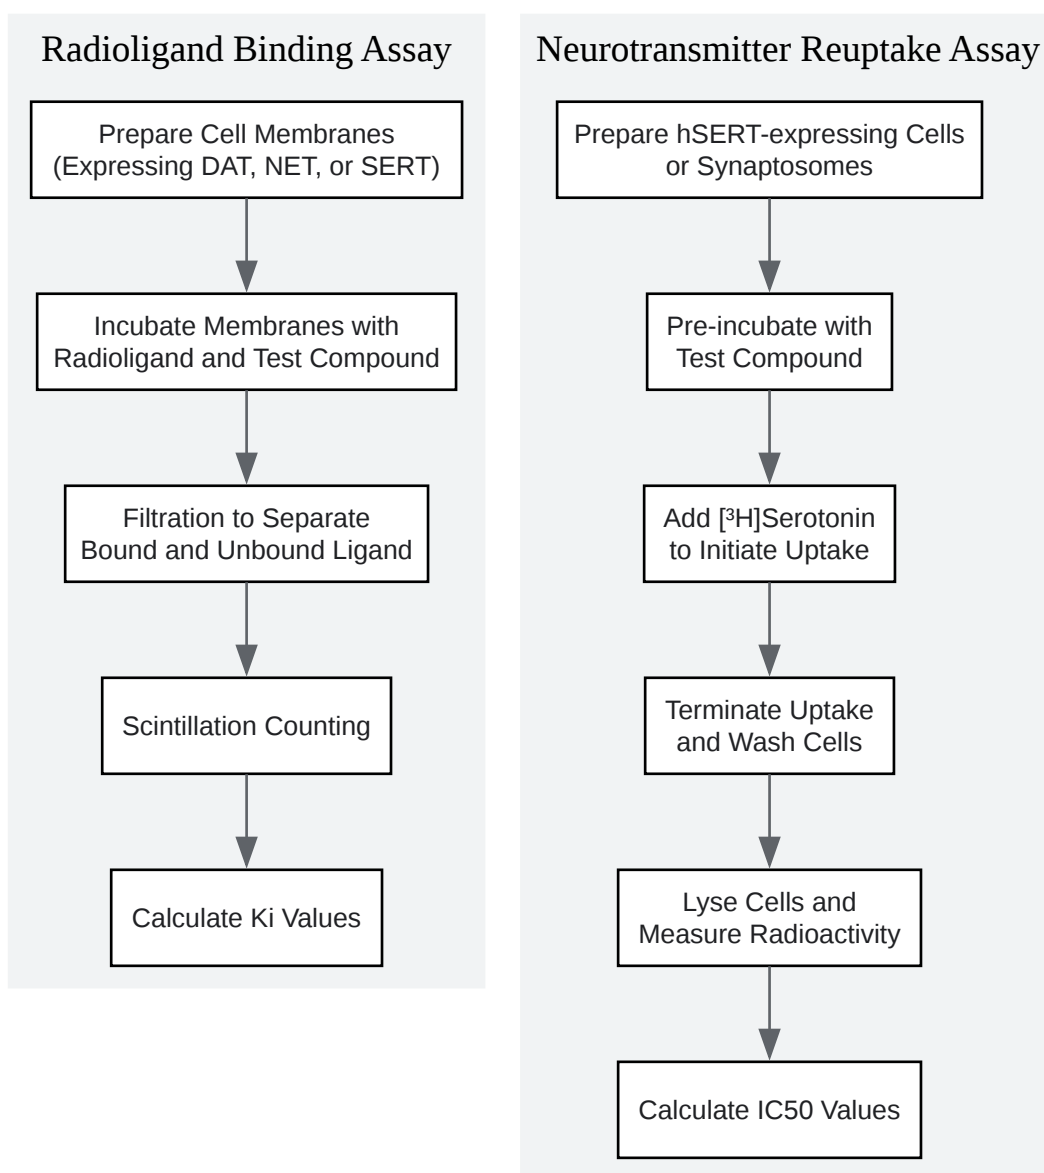 Radioligand Binding Assay
Prepare Cell Membranes
(Expressing DAT, NET, or SERT)
Incubate Membranes with
Radioligand and Test Compound
Filtration to Separate
Bound and Unbound Ligand
Scintillation Counting
Calculate Ki Values
Neurotransmitter Reuptake Assay
Prepare hSERT-expressing Cells
or Synaptosomes
Pre-incubate with
Test Compound
Add [³H]Serotonin
to Initiate Uptake
Terminate Uptake
and Wash Cells
Lyse Cells and
Measure Radioactivity
Calculate IC50 Values